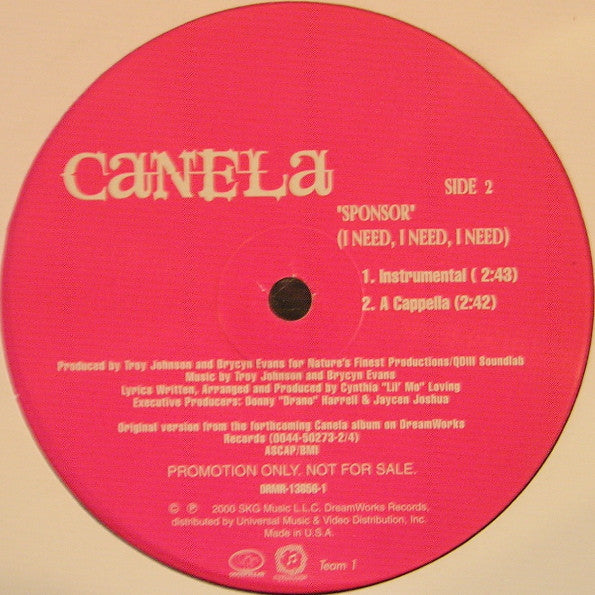 CANELA
SIDE 2
"SPONSOR"
(I NEED, I NEED, I NEED)
1. Instrumental ( 2:43)
2. A Cappella (2:42)
Produced by Troy Johnson and Brycyn Evans for Nature's Finest Productions/QDIII Soundlab
Music by Troy Johnson and Brycyn Evans
Lyrics Written, Arranged and Produced by Cynthia "Lil' Mo" Loving
Executive Producers: Donny "Drano" Harrell & Jaycen Joshua
Original version from the forthcoming Canela album on DreamWorks
Records (0044-50273-2/4)
ASCAP/BMI
PROMOTION ONLY. NOT FOR SALE.
DRMR-13856-1
© ℗ 2000 SKG Music L.L.C. DreamWorks Records,
distributed by Universal Music & Video Distribution, Inc.
Made in U.S.A.
Team 1